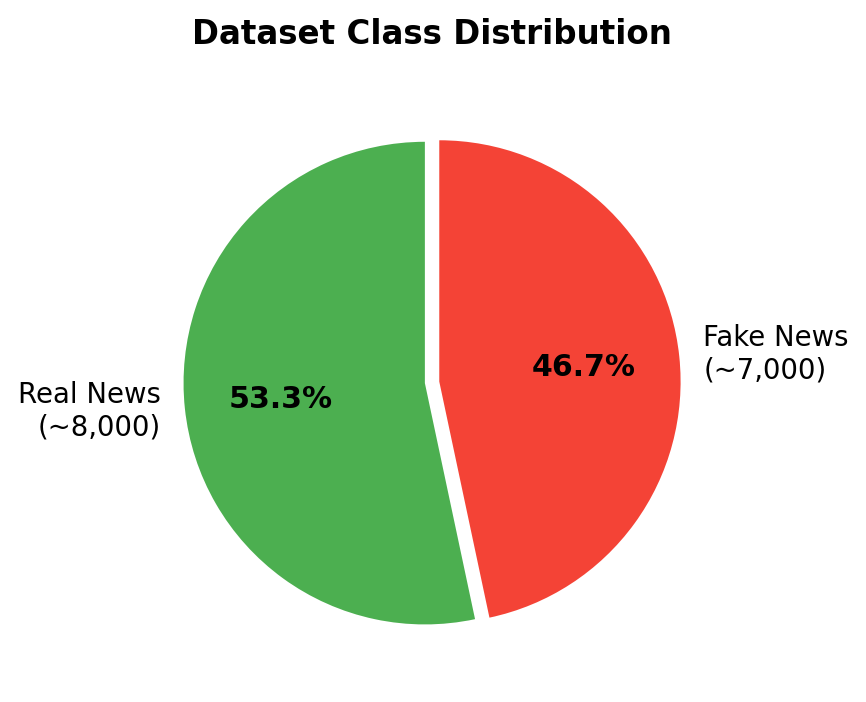 Dataset Class Distribution
Fake News
(~7,000)
46.7%
Real News
(~8,000)
53.3%